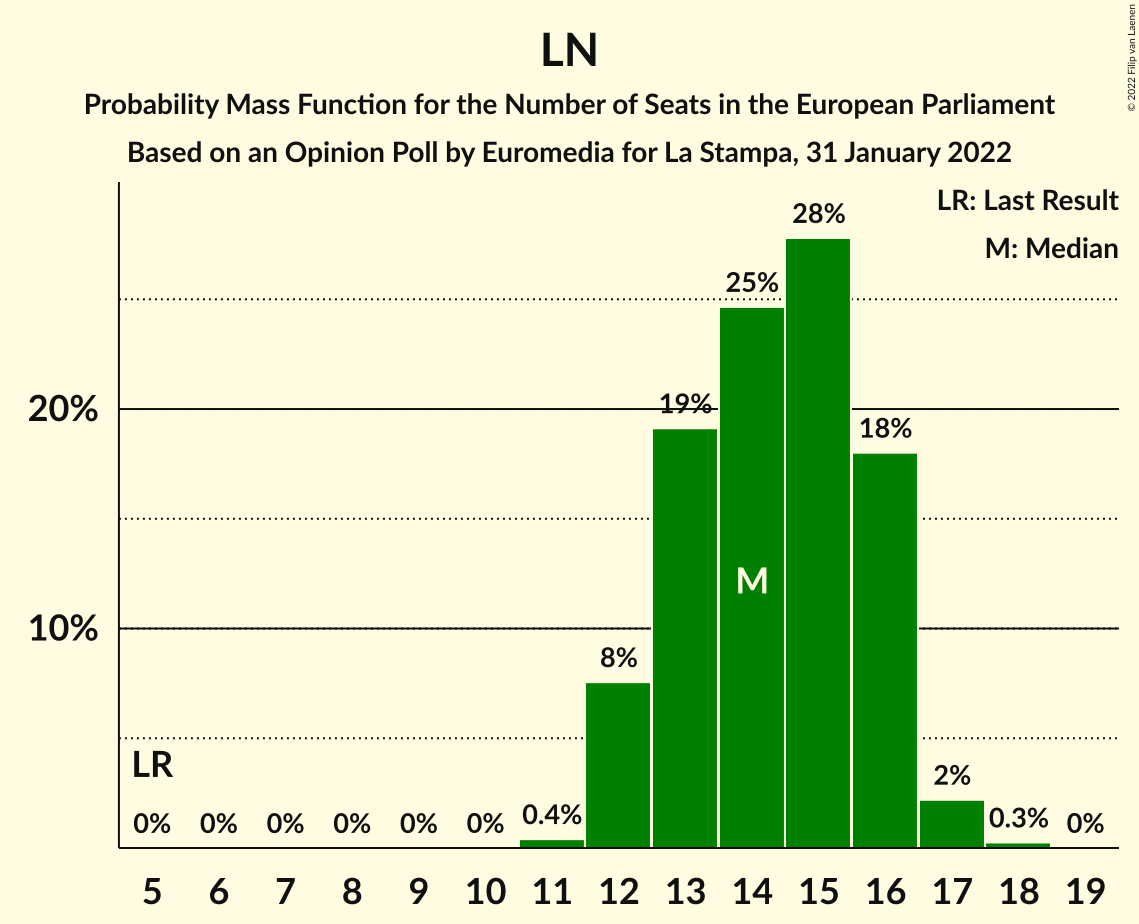 LN
Probability Mass Function for the Number of Seats in the European Parliament
Based on an Opinion Poll by Euromedia for La Stampa, 31 January 2022
© 2022 Filip van Laenen
LR: Last Result
M: Median
28%
25%
20%
19%
18%
M
10%
8%
LR
2%
0% 0% 0% 0% 0% 0% 0.4% 0.3% 0%
5 6 7 8 9 10 11 12 13 14 15 16 17 18 19